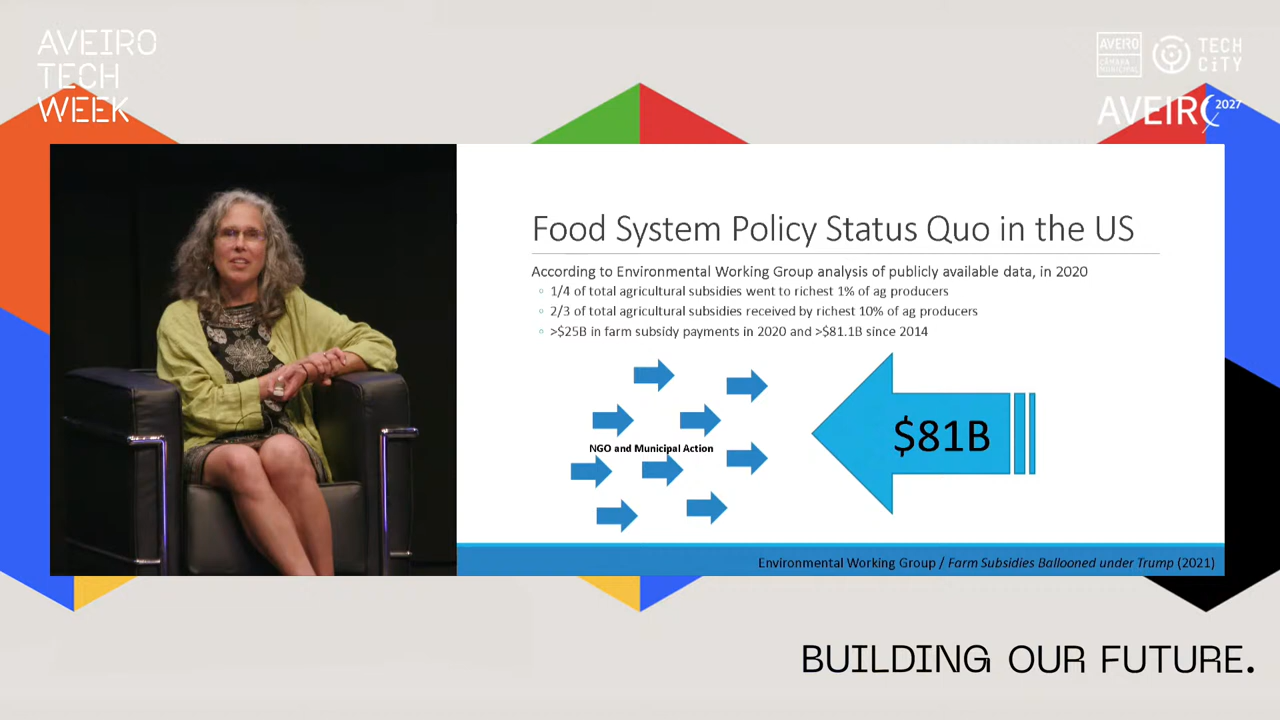 AVEIRO
TECH
WEEK
AVEIRO
CÂMARA MUNICIPAL
TECH
CiTY
AVEIRO 2027
Food System Policy Status Quo in the US
According to Environmental Working Group analysis of publicly available data, in 2020
1/4 of total agricultural subsidies went to richest 1% of ag producers
2/3 of total agricultural subsidies received by richest 10% of ag producers
>$25B in farm subsidy payments in 2020 and >$81.1B since 2014
NGO and Municipal Action
$81B
Environmental Working Group / Farm Subsidies Ballooned under Trump (2021)
BUILDING OUR FUTURE.